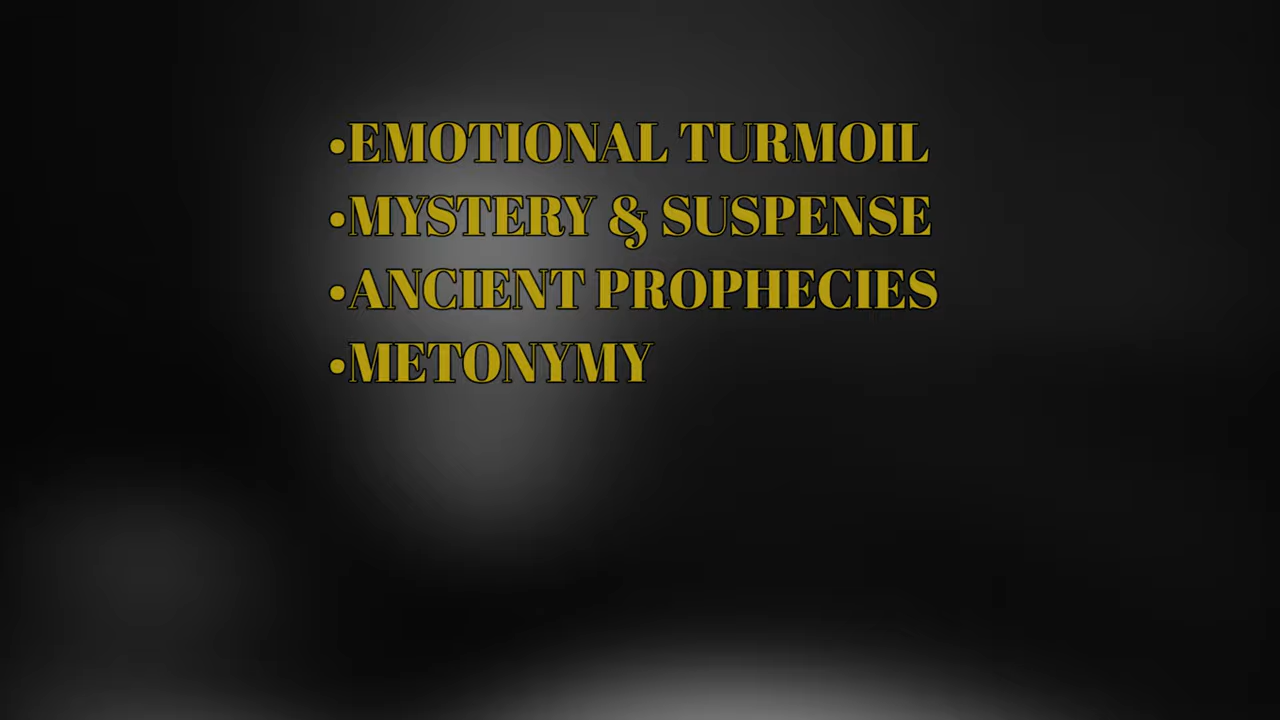 •EMOTIONAL TURMOIL
•MYSTERY & SUSPENSE
•ANCIENT PROPHECIES
•METONYMY